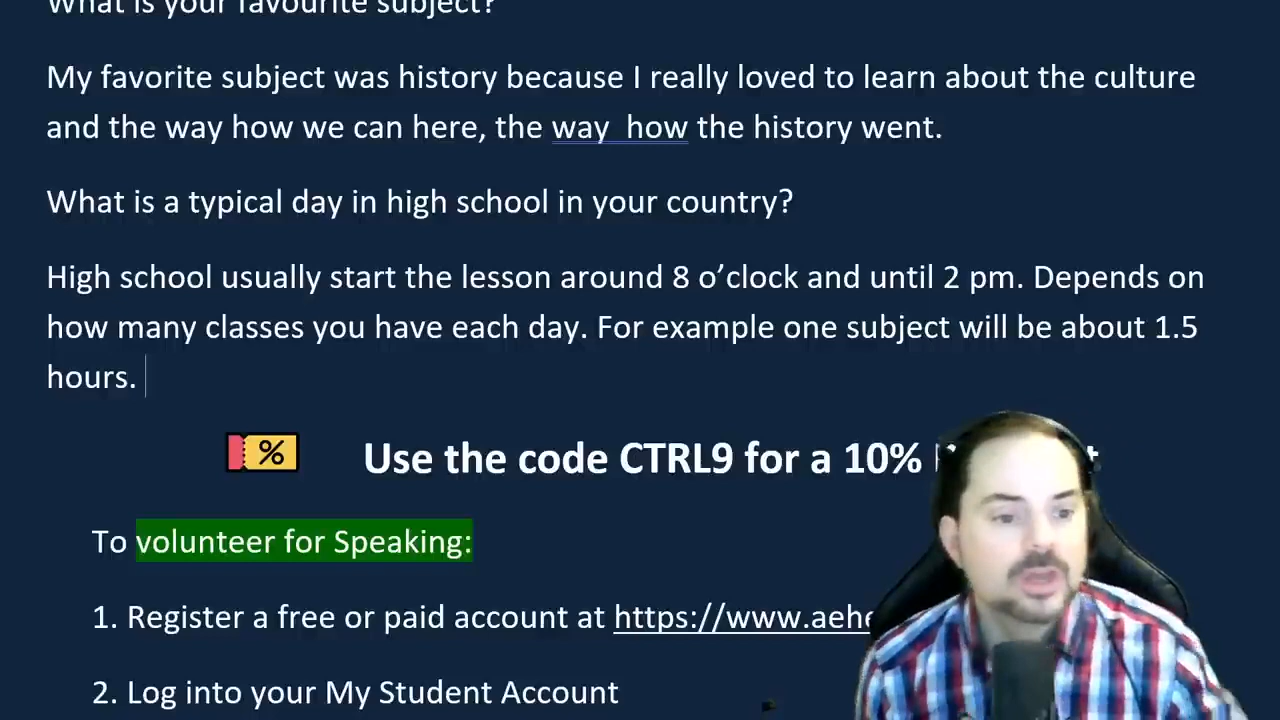 What is your favourite subject?
My favorite subject was history because I really loved to learn about the culture
and the way how we can here, the way  how the history went.
What is a typical day in high school in your country?
High school usually start the lesson around 8 o’clock and until 2 pm. Depends on
how many classes you have each day. For example one subject will be about 1.5
hours.
%
Use the code CTRL9 for a 10%
To volunteer for Speaking:
1. Register a free or paid account at https://www.aehe
2. Log into your My Student Account